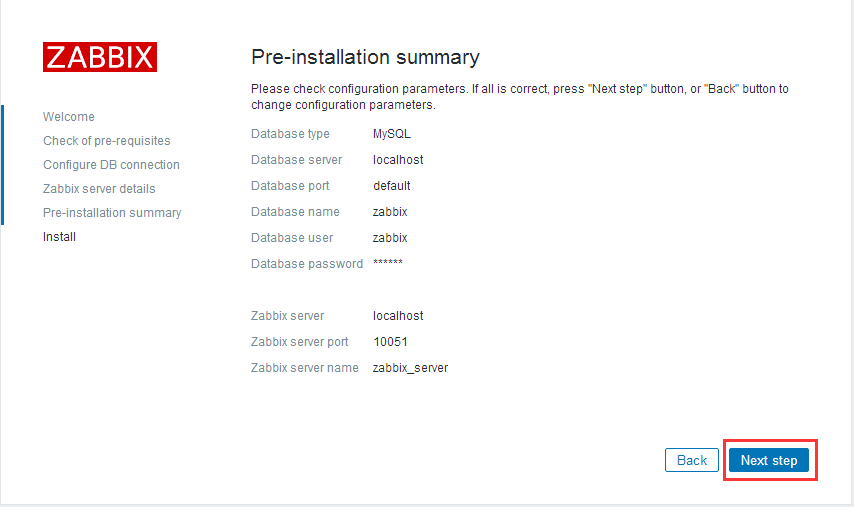 ZABBIX
Welcome
Check of pre-requisites
Configure DB connection
Zabbix server details
Pre-installation summary
Install
Pre-installation summary
Please check configuration parameters. If all is correct, press "Next step" button, or "Back" button to
change configuration parameters.
Database type MySQL
Database server localhost
Database port default
Database name zabbix
Database user zabbix
Database password ******
Zabbix server localhost
Zabbix server port 10051
Zabbix server name zabbix_server
Back Next step